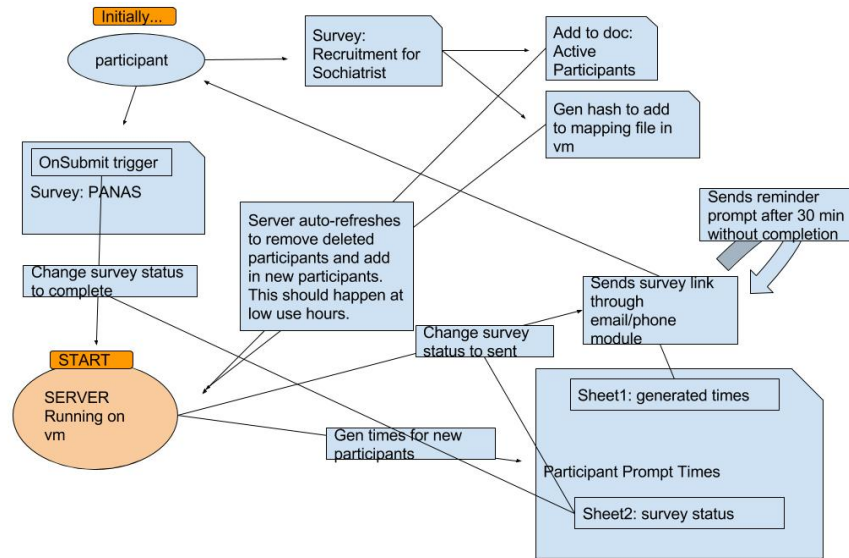 Initially...
participant
Survey:
Recruitment for
Sochiatrist
Add to doc:
Active
Participants
Gen hash to add
to mapping file in
vm
OnSubmit trigger
Survey: PANAS
Server auto-refreshes
to remove deleted
participants and add
in new participants.
This should happen at
low use hours.
Sends reminder
prompt after 30 min
without completion
Change survey status
to complete
Sends survey link
through
email/phone
module
Change survey
status to sent
START
SERVER
Running on
vm
Gen times for new
participants
Sheet1: generated times
Participant Prompt Times
Sheet2: survey status